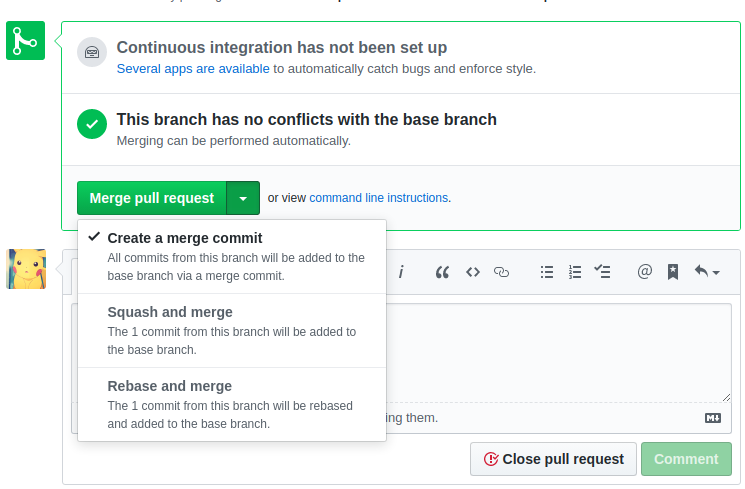 Continuous integration has not been set up
Several apps are available to automatically catch bugs and enforce style.
This branch has no conflicts with the base branch
Merging can be performed automatically.
Merge pull request
or view command line instructions.
Create a merge commit
All commits from this branch will be added to the
base branch via a merge commit.
Squash and merge
The 1 commit from this branch will be added to
the base branch.
Rebase and merge
The 1 commit from this branch will be rebased
and added to the base branch.
them.
Close pull request
Comment